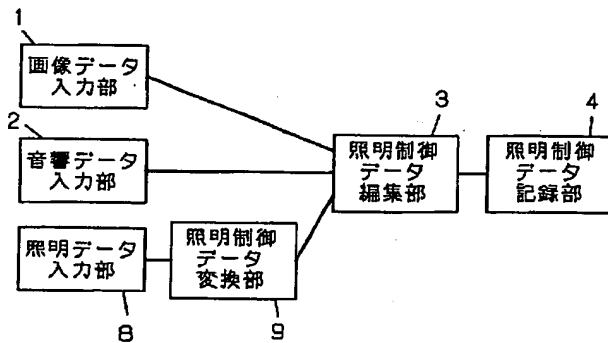 1
画像データ
入力部
2
音響データ
入力部
3
照明制御
データ
編集部
4
照明制御
データ
記録部
照明データ
入力部
8
照明制御
データ
変換部
9